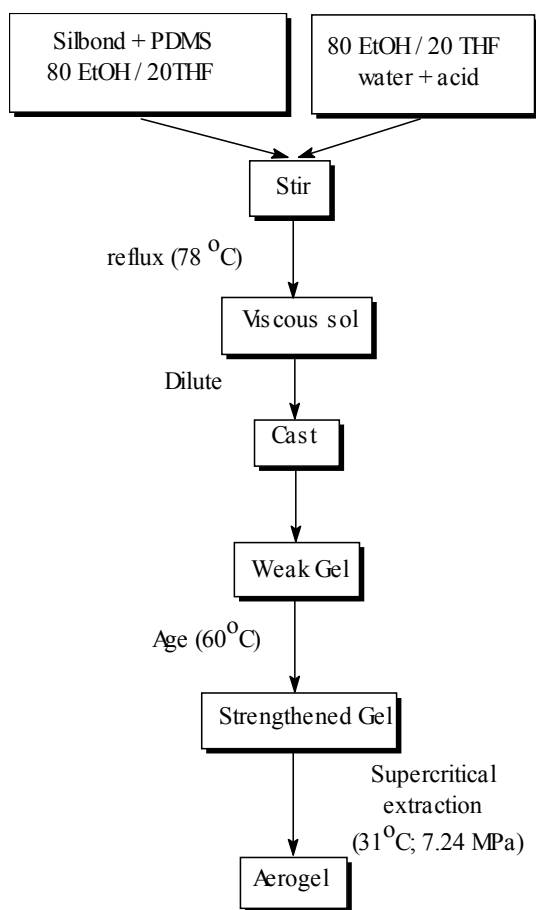 Silbond + PDMS
80 EtOH / 20THF
80 EtOH / 20 THF
water + acid
Stir
reflux (78 °C)
Viscous sol
Dilute
Cast
Weak Gel
Age (60°C)
Strengthened Gel
Supercritical
extraction
(31°C; 7.24 MPa)
Aerogel